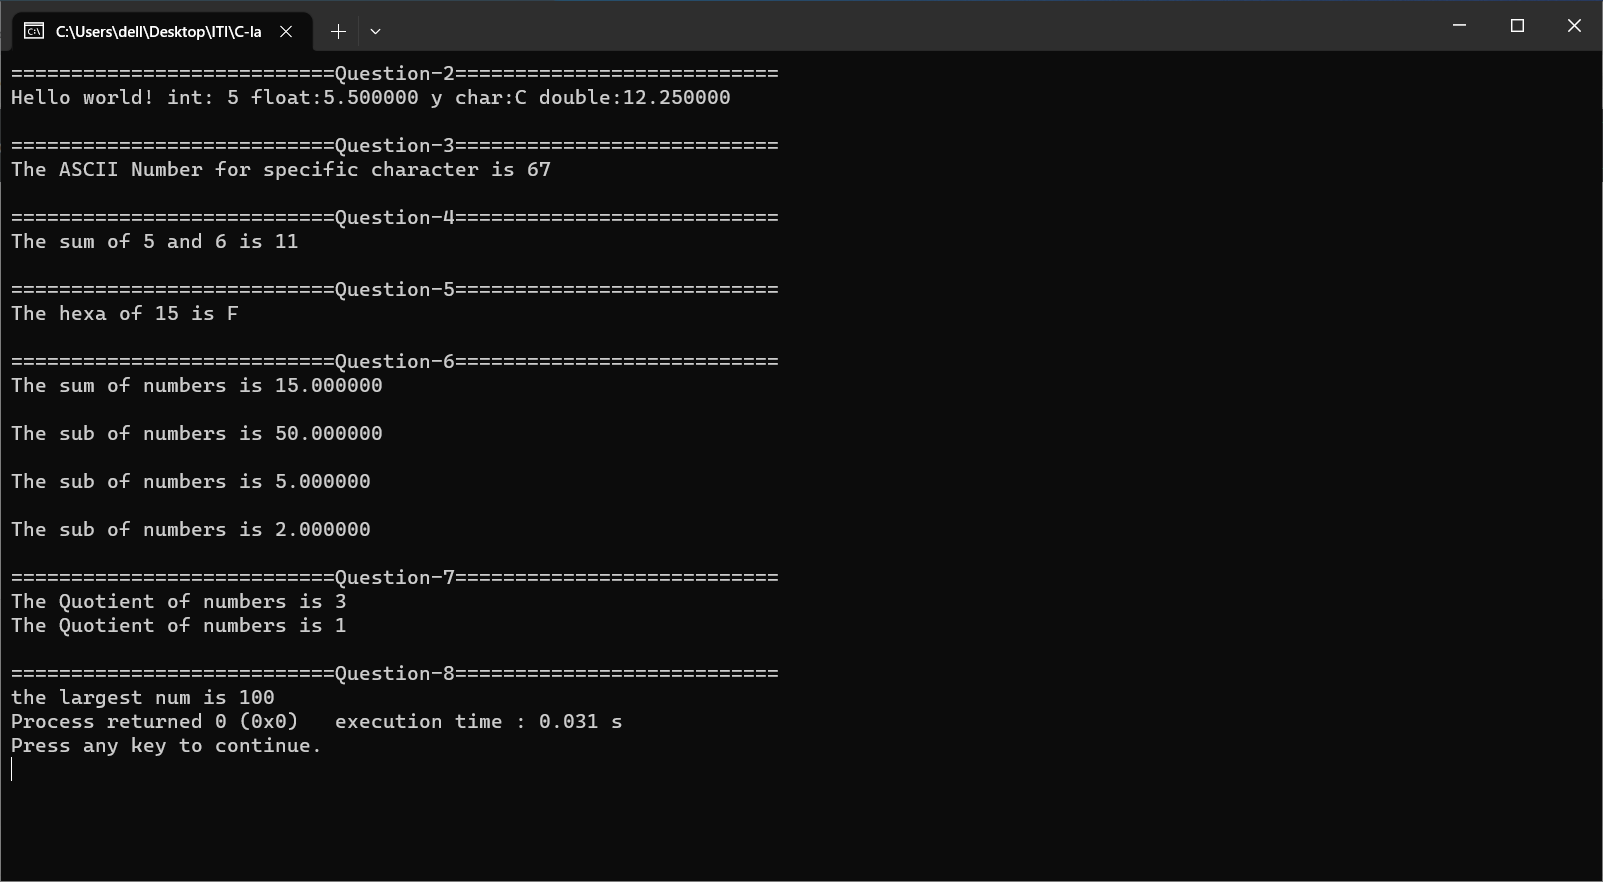 C:\Users\dell\Desktop\ITI\C-la
===========================Question-2===========================
Hello world! int: 5 float:5.500000 y char:C double:12.250000
===========================Question-3===========================
The ASCII Number for specific character is 67
===========================Question-4===========================
The sum of 5 and 6 is 11
===========================Question-5===========================
The hexa of 15 is F
===========================Question-6===========================
The sum of numbers is 15.000000
The sub of numbers is 50.000000
The sub of numbers is 5.000000
The sub of numbers is 2.000000
===========================Question-7===========================
The Quotient of numbers is 3
The Quotient of numbers is 1
===========================Question-8===========================
the largest num is 100
Process returned 0 (0x0)   execution time : 0.031 s
Press any key to continue.